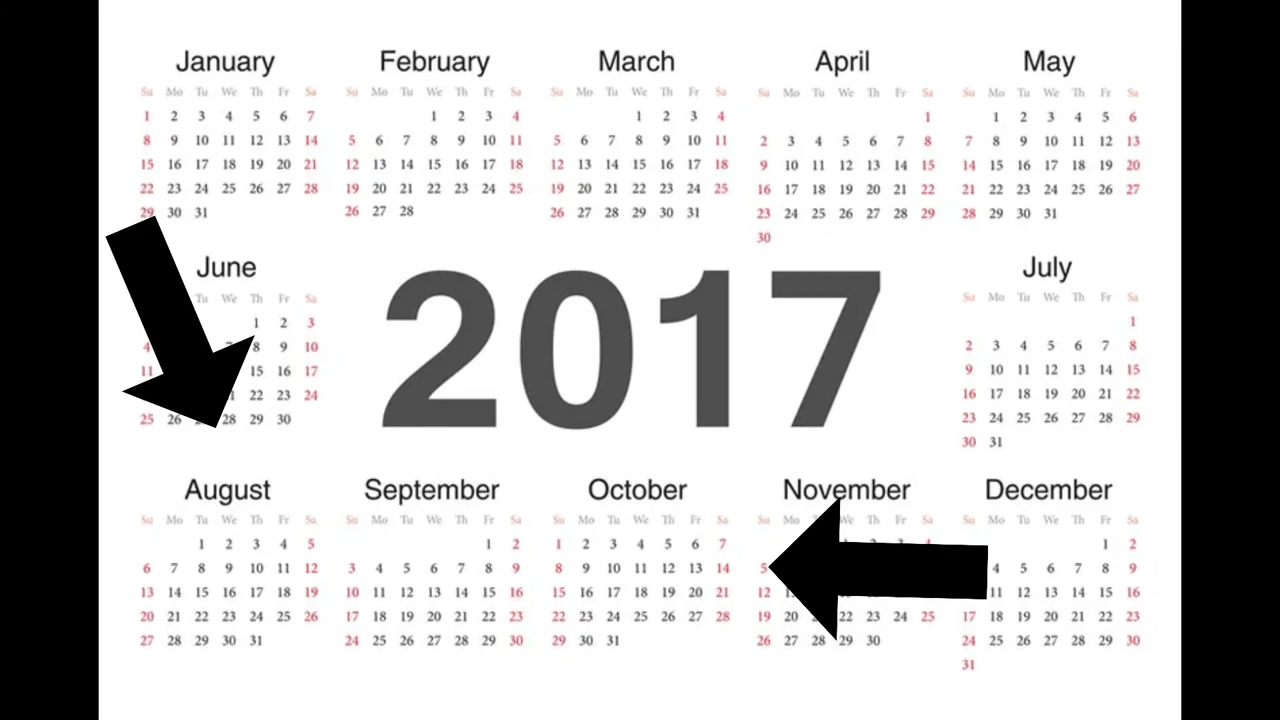 January
Su Mo Tu We Th Fr Sa
1 2 3 4 5 6 7
8 9 10 11 12 13 14
15 16 17 18 19 20 21
22 23 24 25 26 27 28
29 30 31
February
Su Mo Tu We Th Fr Sa
1 2 3 4
5 6 7 8 9 10 11
12 13 14 15 16 17 18
19 20 21 22 23 24 25
26 27 28
March
Su Mo Tu We Th Fr Sa
1 2 3 4
5 6 7 8 9 10 11
12 13 14 15 16 17 18
19 20 21 22 23 24 25
26 27 28 29 30 31
April
Su Mo Tu We Th Fr Sa
1
2 3 4 5 6 7 8
9 10 11 12 13 14 15
16 17 18 19 20 21 22
23 24 25 26 27 28 29
30
May
Su Mo Tu We Th Fr Sa
1 2 3 4 5 6
7 8 9 10 11 12 13
14 15 16 17 18 19 20
21 22 23 24 25 26 27
28 29 30 31
June
Tu We Th Fr Sa
1 2 3
4 8 9 10
11 15 16 17
22 23 24
25 26 28 29 30
2017
July
Su Mo Tu We Th Fr Sa
1
2 3 4 5 6 7 8
9 10 11 12 13 14 15
16 17 18 19 20 21 22
23 24 25 26 27 28 29
30 31
August
Su Mo Tu We Th Fr Sa
1 2 3 4 5
6 7 8 9 10 11 12
13 14 15 16 17 18 19
20 21 22 23 24 25 26
27 28 29 30 31
September
Su Mo Tu We Th Fr Sa
1 2
3 4 5 6 7 8 9
10 11 12 13 14 15 16
17 18 19 20 21 22 23
24 25 26 27 28 29 30
October
Su Mo Tu We Th Fr Sa
1 2 3 4 5 6 7
8 9 10 11 12 13 14
15 16 17 18 19 20 21
22 23 24 25 26 27 28
29 30 31
November
Su Mo We Th Fr Sa
5
12
19 20 22 23 24 25
26 27 28 29 30
December
Su Mo Tu We Th Fr Sa
1 2
4 5 6 7 8 9
11 12 13 14 15 16
17 18 19 20 21 22 23
24 25 26 27 28 29 30
31